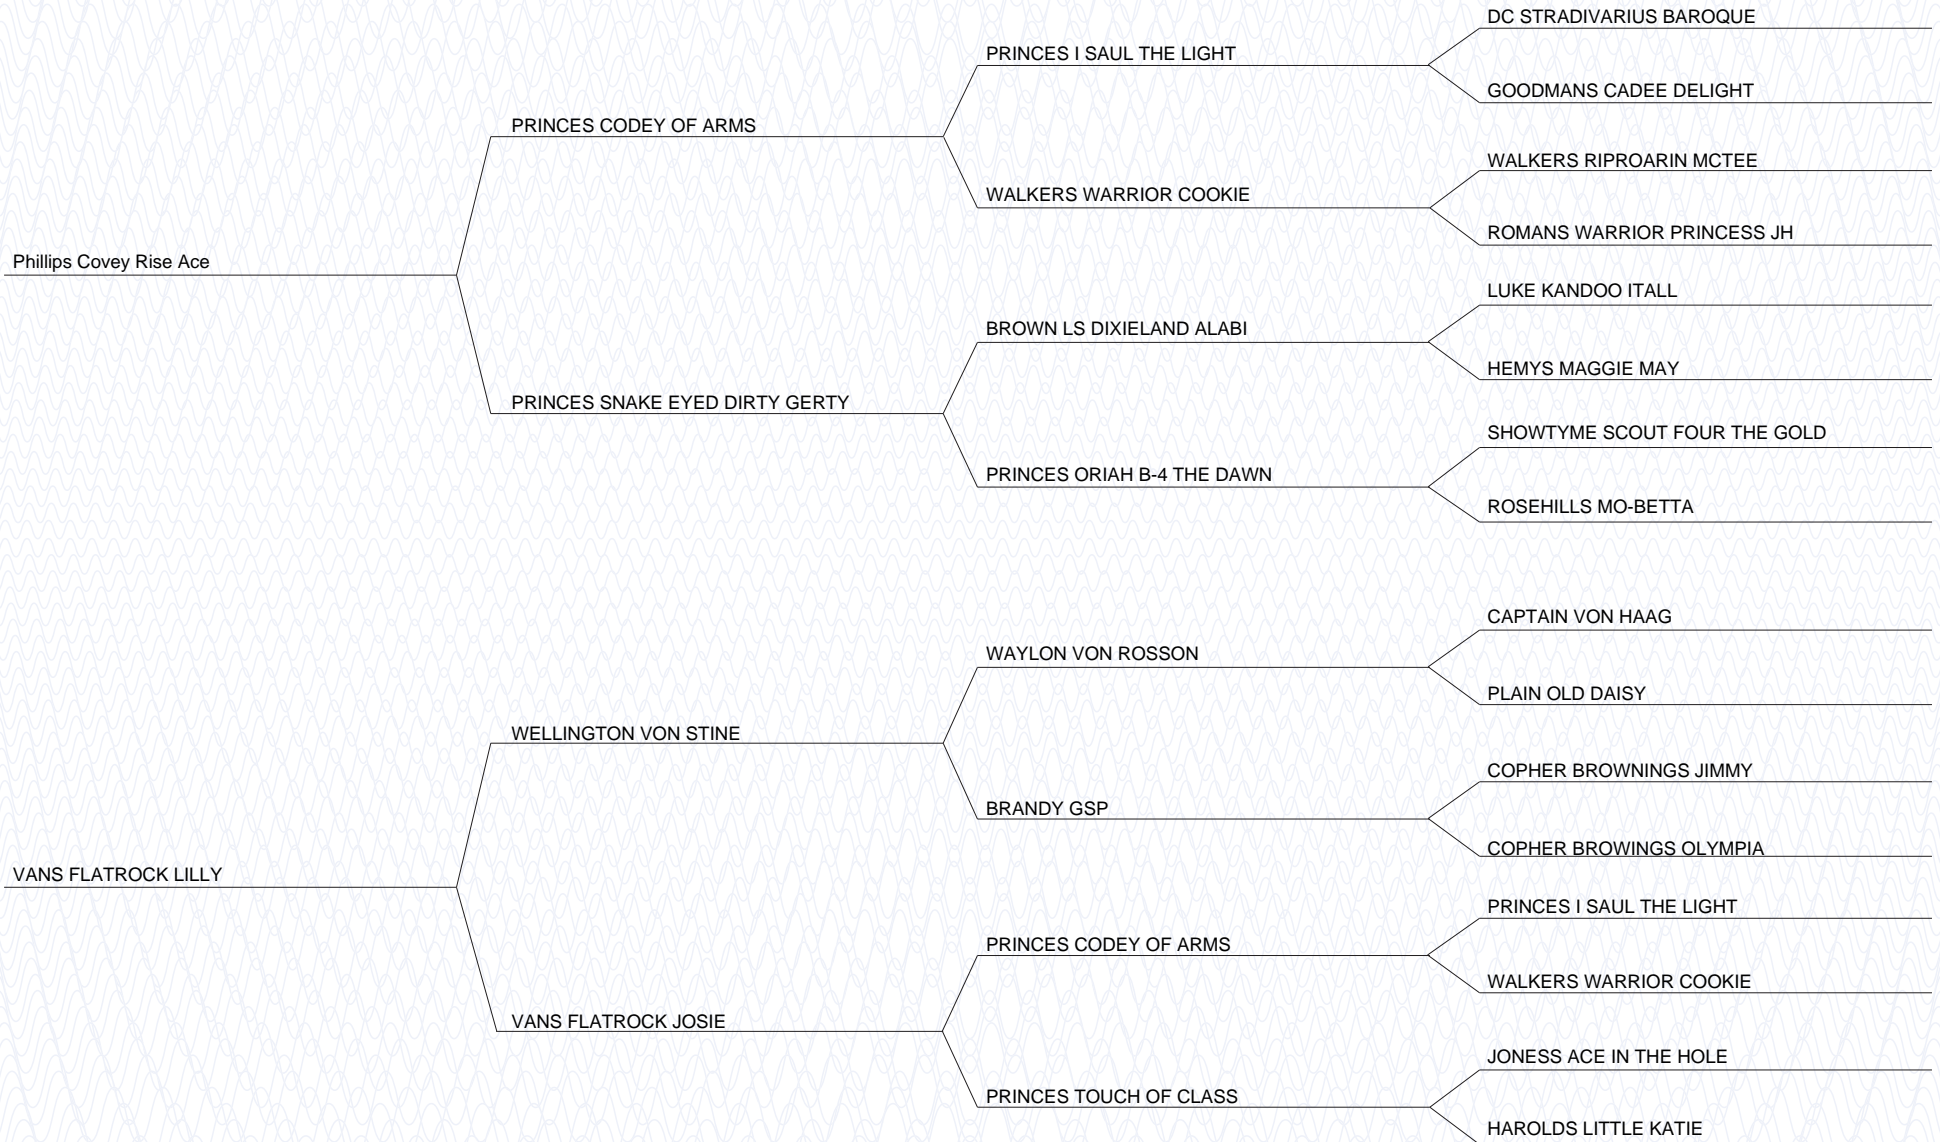 DC STRADIVARIUS BAROQUE
PRINCES I SAUL THE LIGHT
GOODMANS CADEE DELIGHT
PRINCES CODEY OF ARMS
WALKERS RIPROARIN MCTEE
WALKERS WARRIOR COOKIE
ROMANS WARRIOR PRINCESS JH
Phillips Covey Rise Ace
LUKE KANDOO ITALL
BROWN LS DIXIELAND ALABI
HEMYS MAGGIE MAY
PRINCES SNAKE EYED DIRTY GERTY
SHOWTYME SCOUT FOUR THE GOLD
PRINCES ORIAH B-4 THE DAWN
ROSEHILLS MO-BETTA
CAPTAIN VON HAAG
WAYLON VON ROSSON
PLAIN OLD DAISY
WELLINGTON VON STINE
COPHER BROWNINGS JIMMY
BRANDY GSP
COPHER BROWINGS OLYMPIA
VANS FLATROCK LILLY
PRINCES I SAUL THE LIGHT
PRINCES CODEY OF ARMS
WALKERS WARRIOR COOKIE
VANS FLATROCK JOSIE
JONESS ACE IN THE HOLE
PRINCES TOUCH OF CLASS
HAROLDS LITTLE KATIE